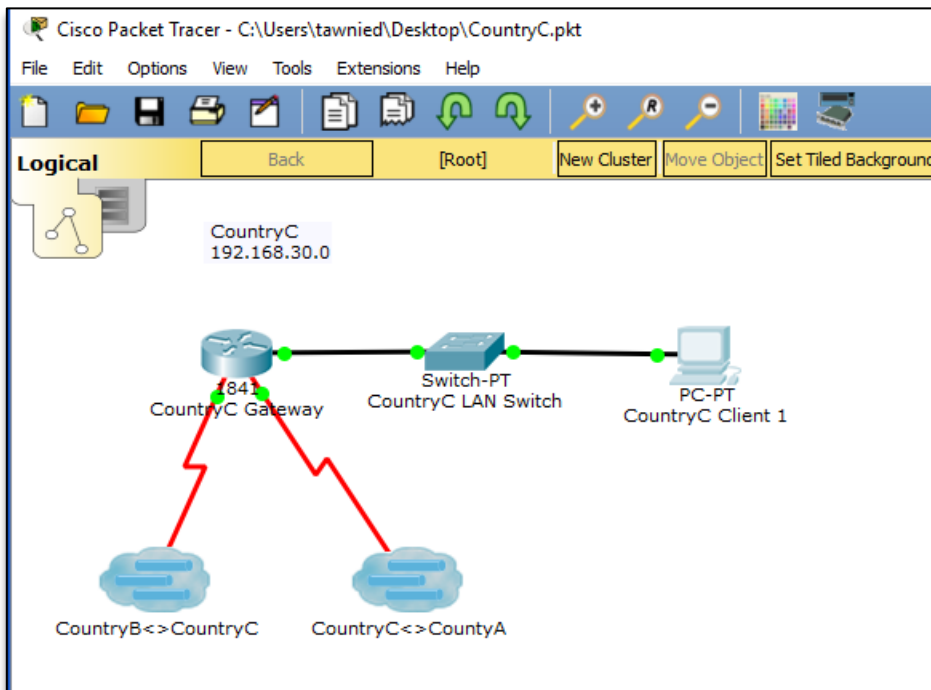 Cisco Packet Tracer - C:\Users\tawnied\Desktop\CountryC.pkt
File Edit Options View Tools Extensions Help
R
Logical Back [Root] New Cluster Move Object Set Tiled Background
CountryC
192.168.30.0
1841
CountryC Gateway
Switch-PT
CountryC LAN Switch
PC-PT
CountryC Client 1
CountryB<>CountryC
CountryC<>CountyA